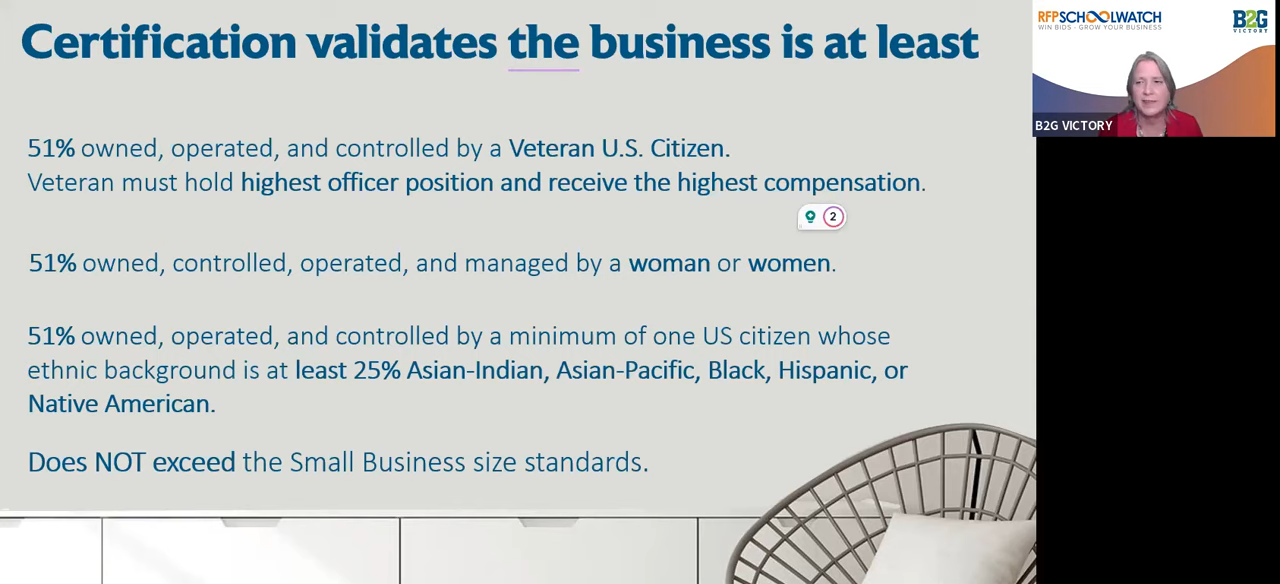 Certification validates the business is at least
51% owned, operated, and controlled by a Veteran U.S. Citizen.
Veteran must hold highest officer position and receive the highest compensation.
2
51% owned, controlled, operated, and managed by a woman or women.
51% owned, operated, and controlled by a minimum of one US citizen whose
ethnic background is at least 25% Asian-Indian, Asian-Pacific, Black, Hispanic, or
Native American.
Does NOT exceed the Small Business size standards.
RFPSCHOOLWATCH
WIN BIDS - GROW YOUR BUSINESS
B2G
VICTORY
B2G VICTORY